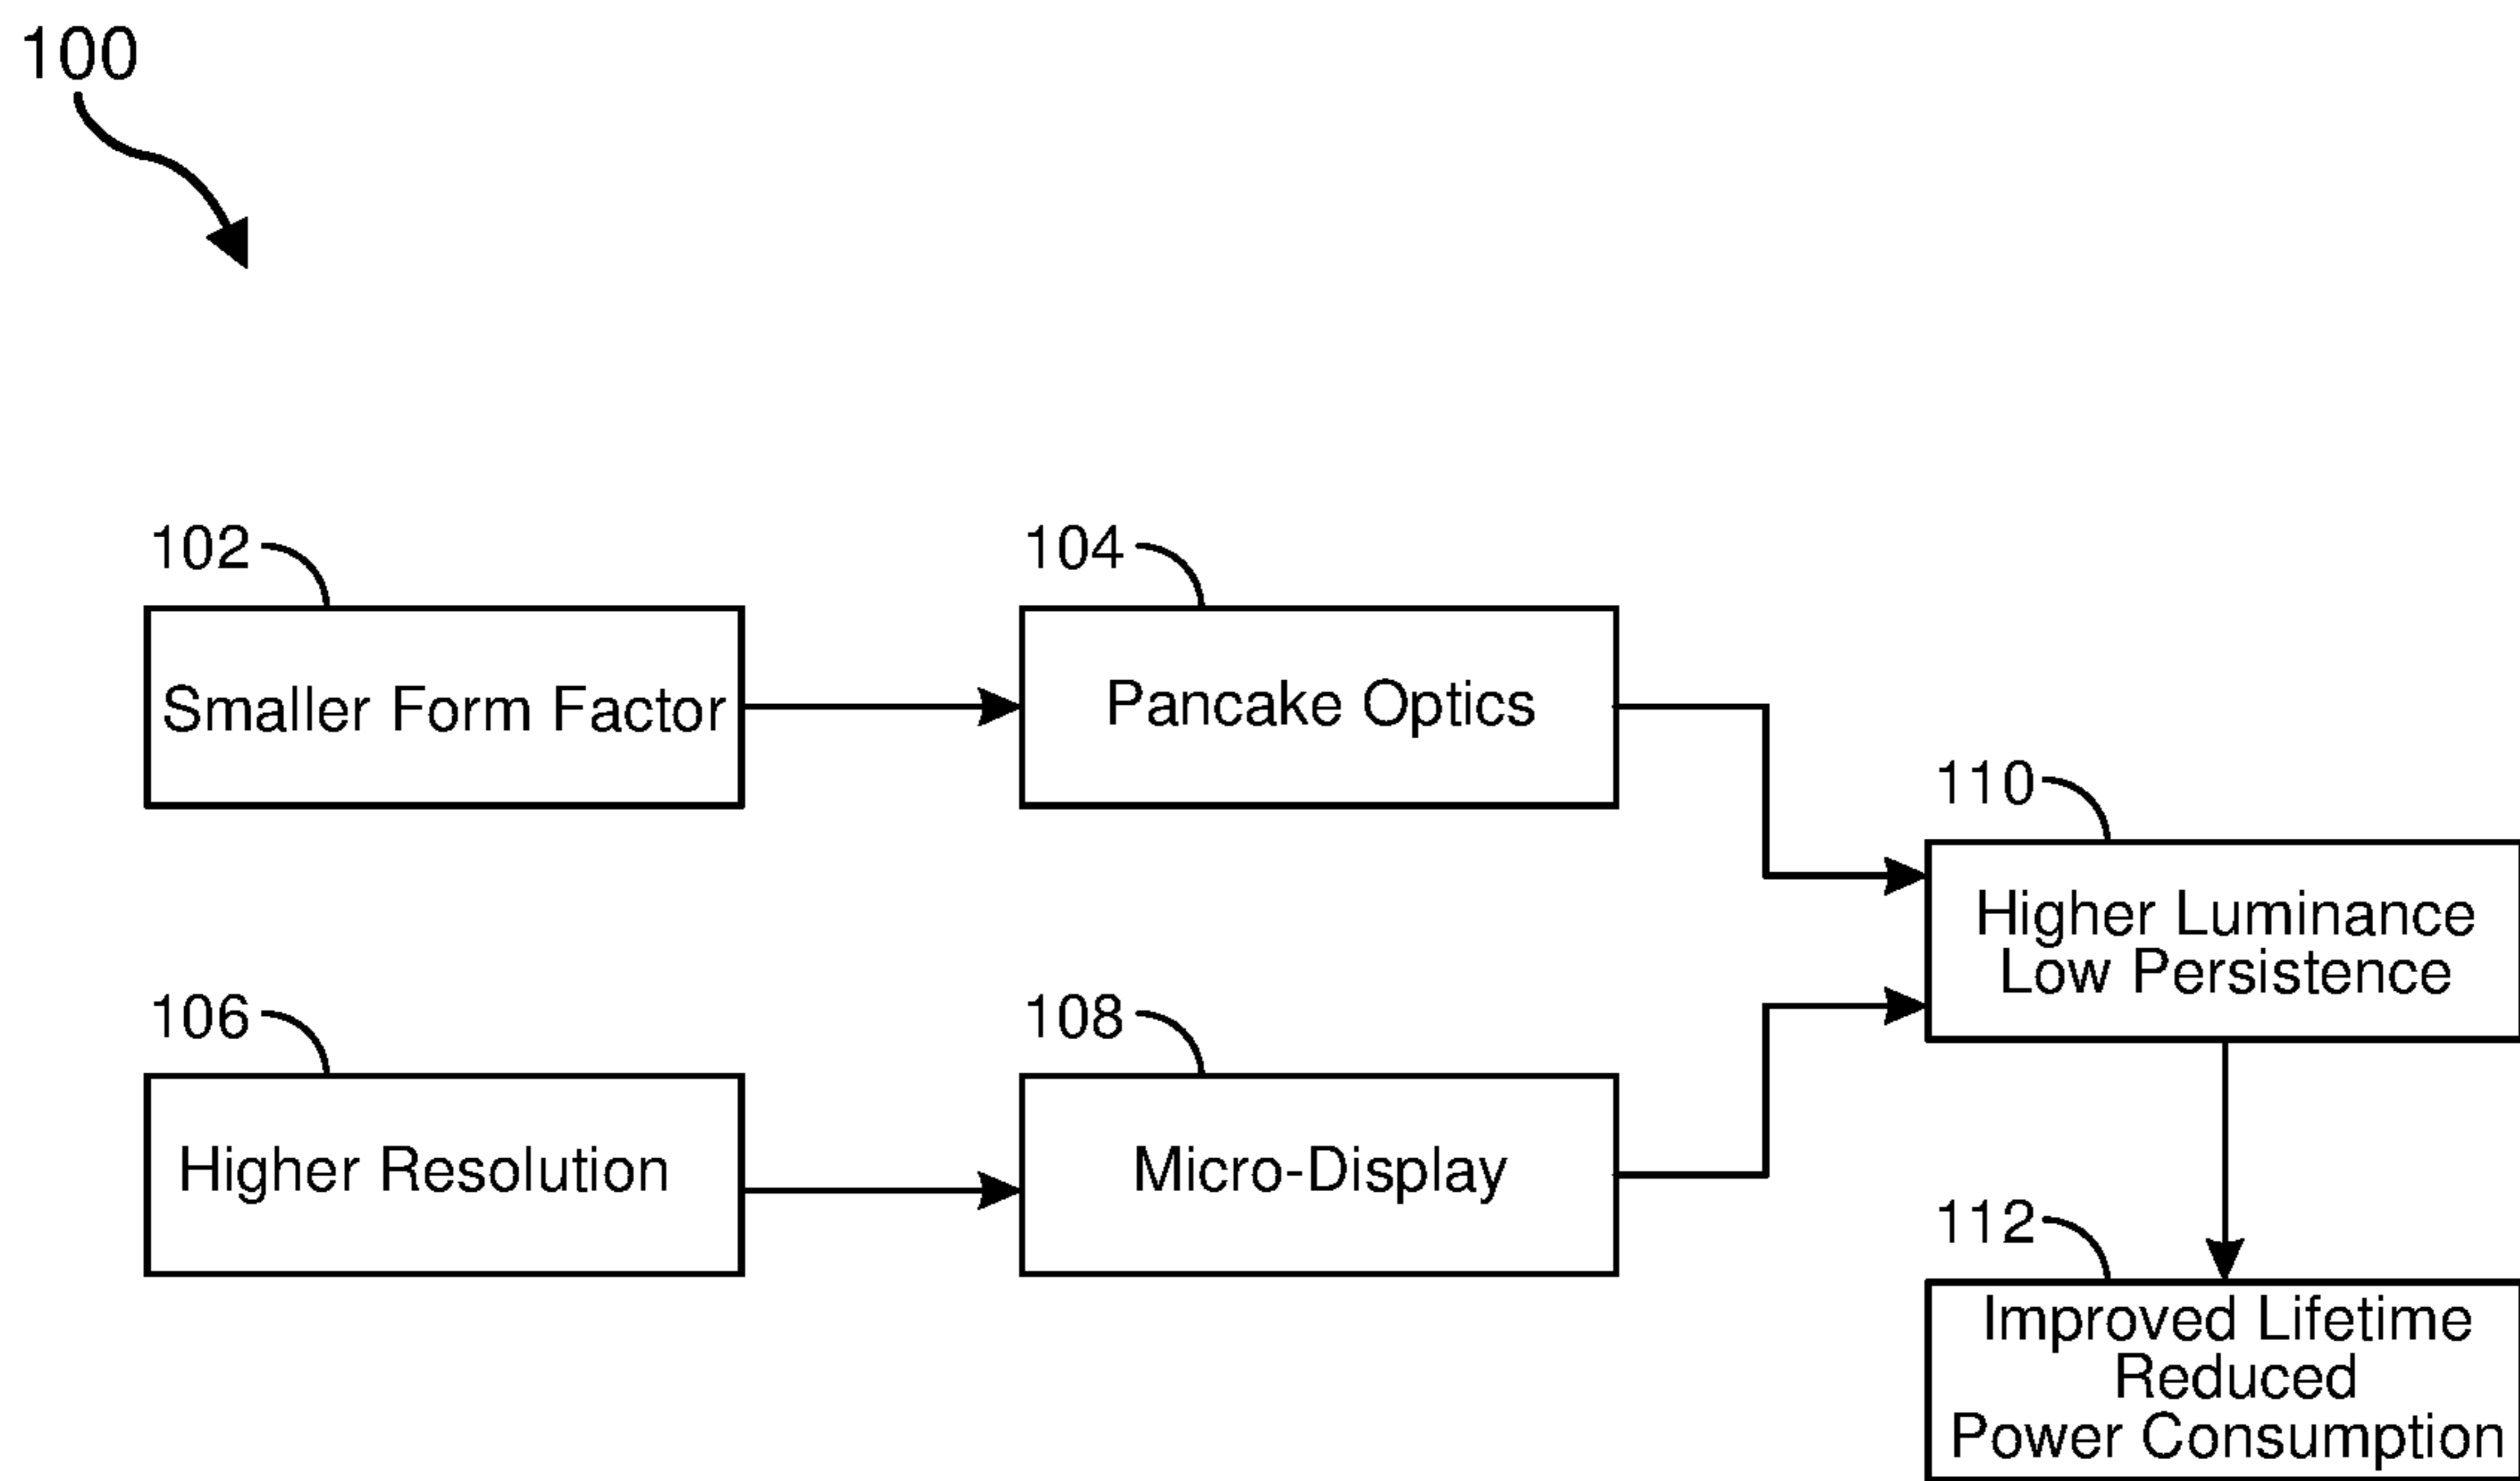 100
102
Smaller Form Factor
104
Pancake Optics
106
Higher Resolution
108
Micro-Display
110
Higher Luminance
Low Persistence
112
Improved Lifetime
Reduced
Power Consumption